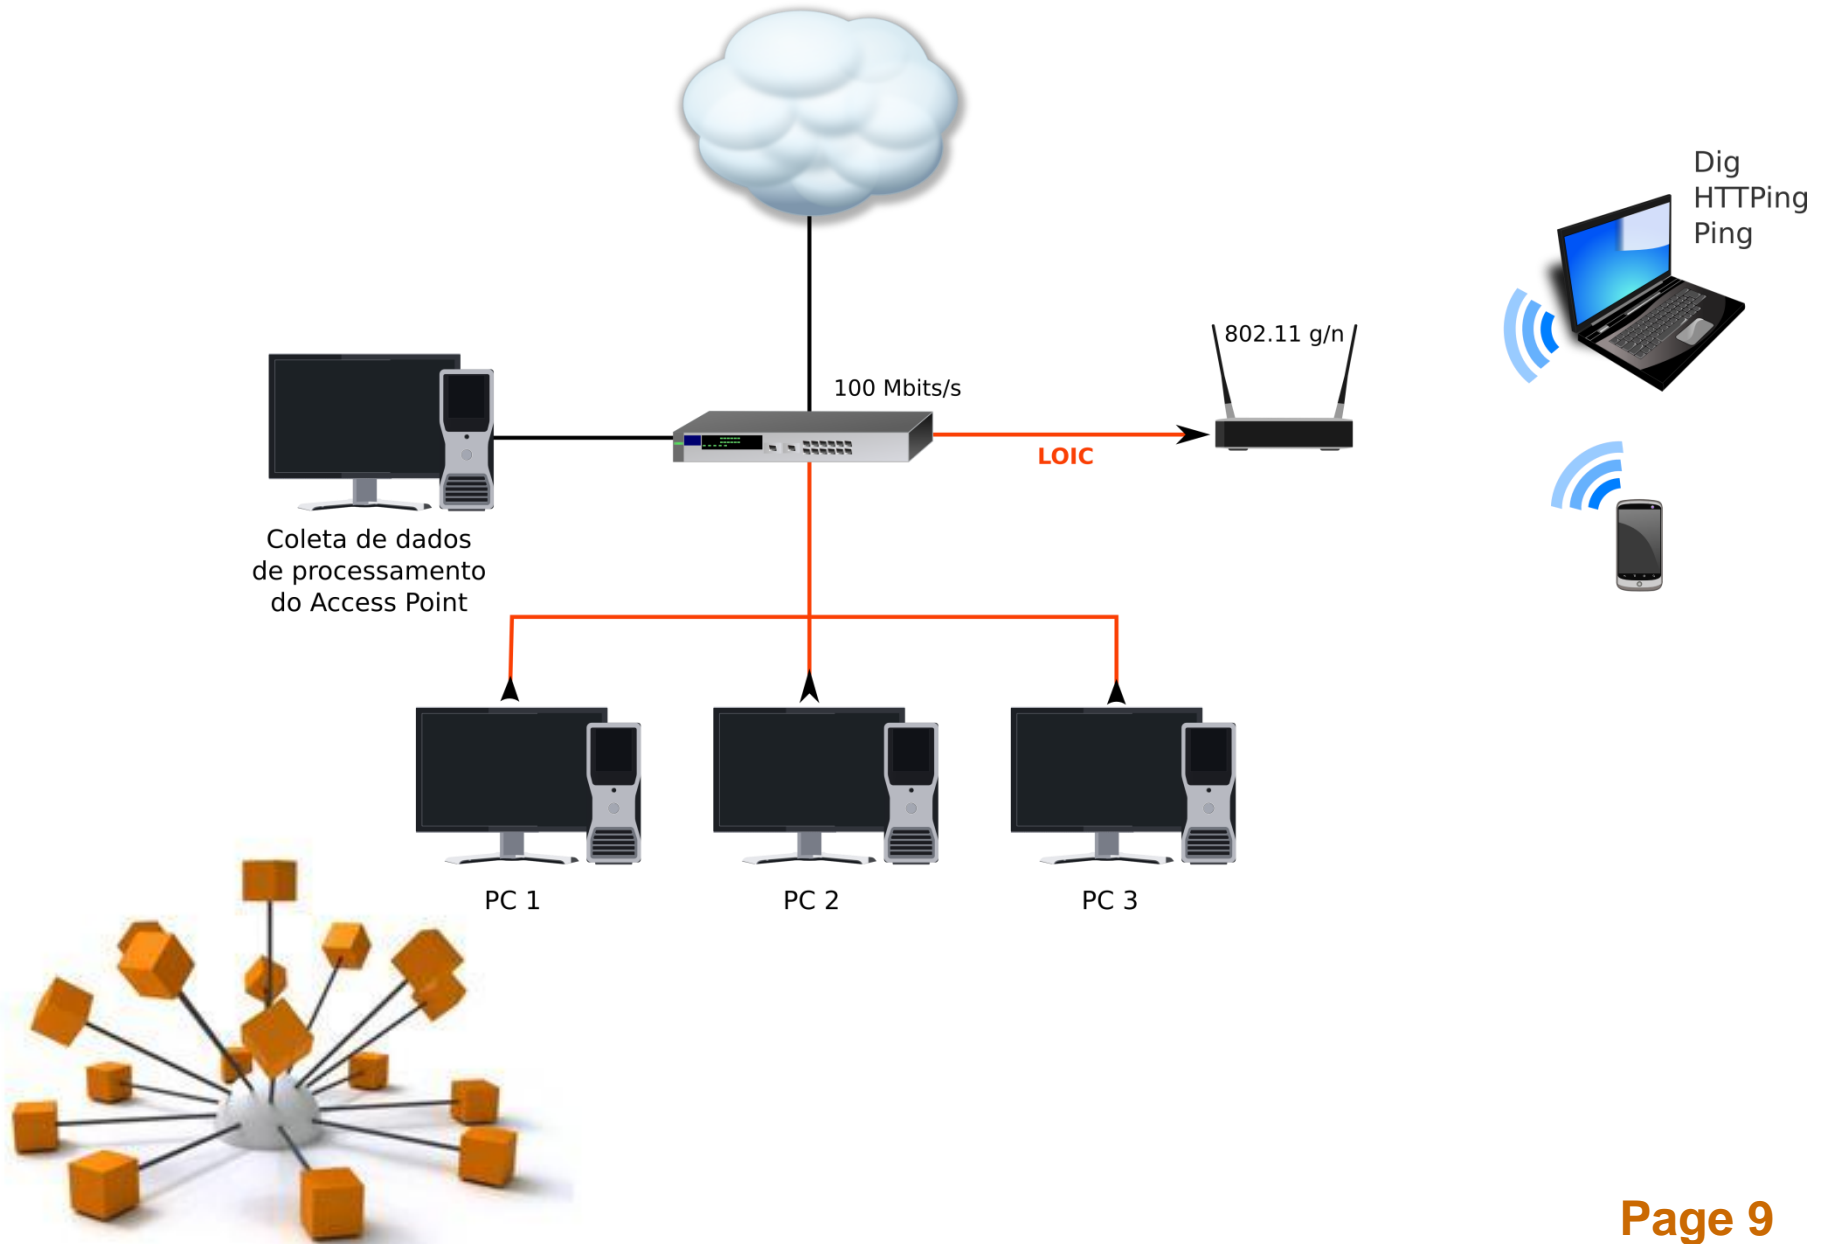 Dig
HTTPing
Ping
802.11 g/n
100 Mbits/s
LOIC
Coleta de dados
de processamento
do Access Point
PC 1
PC 2
PC 3
Page 9